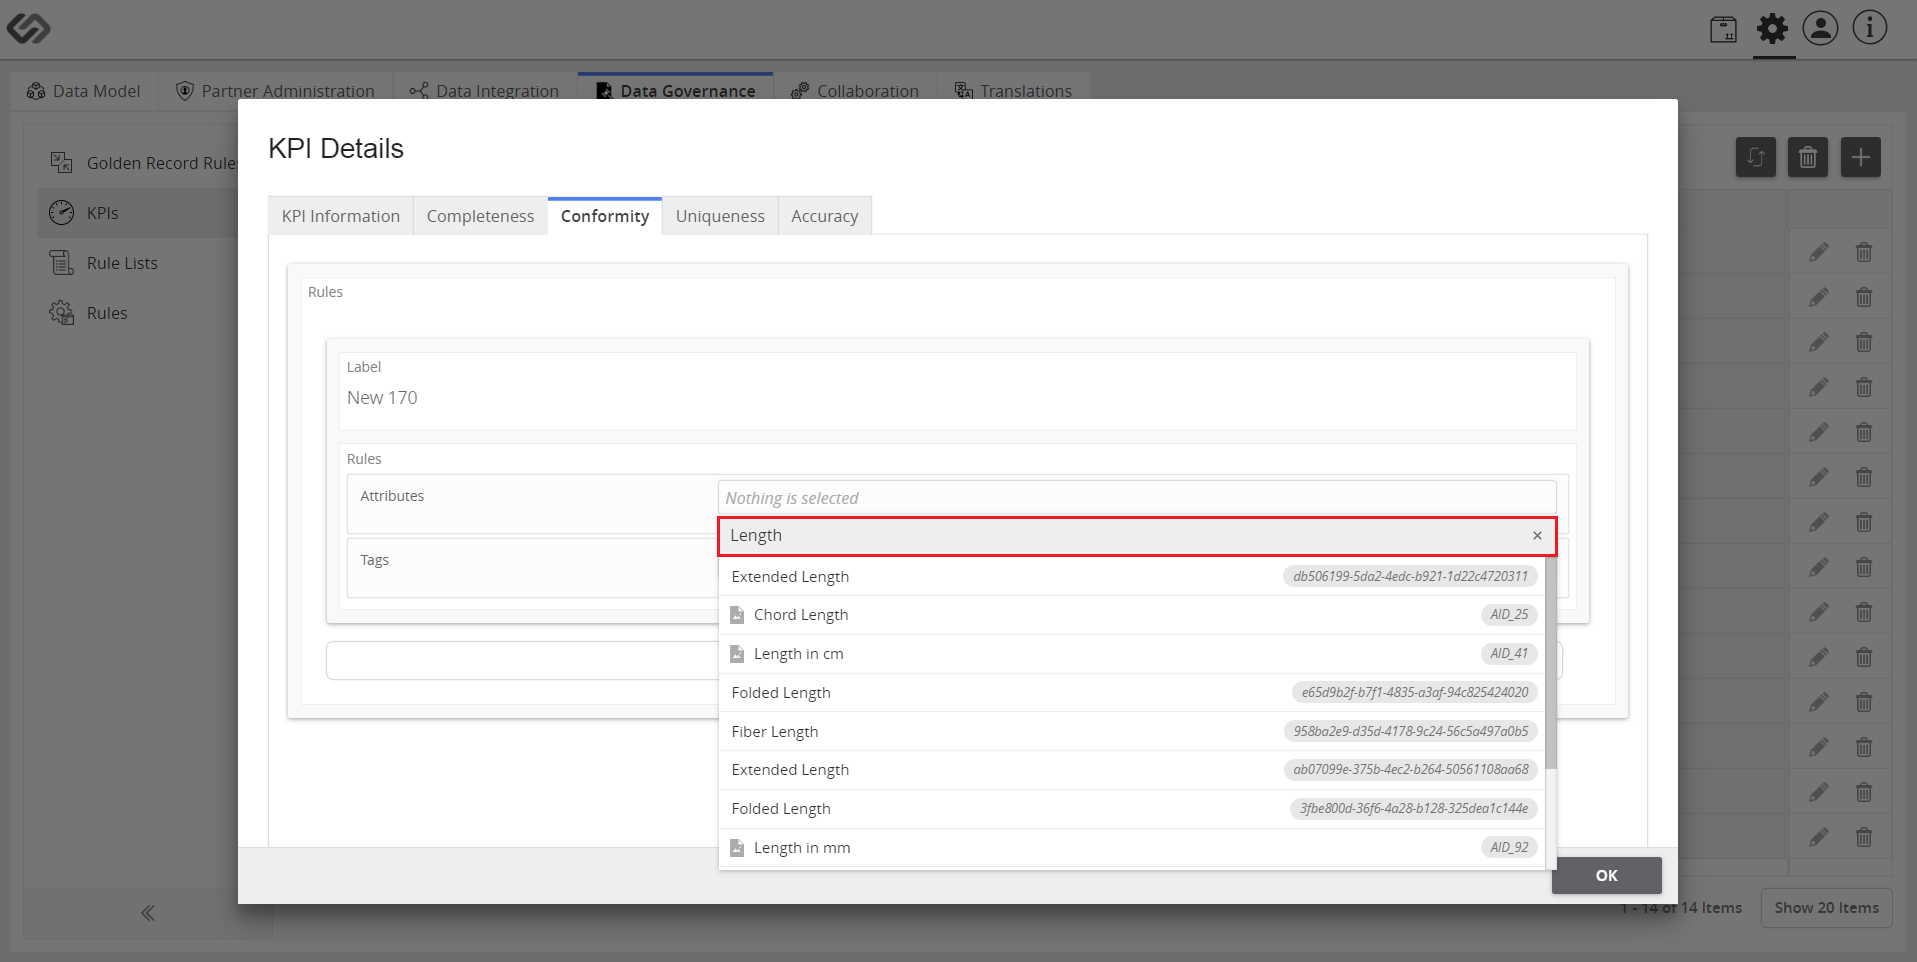 Data Model
Partner Administration
Data Integration
Data Governance
Collaboration
Translations
Golden Record Rules
KPIs
Rule Lists
Rules
KPI Details
KPI Information
Completeness
Conformity
Uniqueness
Accuracy
Rules
Label
New 170
Rules
Attributes
Nothing is selected
Length ×
Tags
Extended Length db506199-5da2-4edc-b921-1d22c4720311
Chord Length AID_25
Length in cm AID_41
Folded Length e65d9b2f-b7f1-4835-a3af-94c825424020
Fiber Length 958ba2e9-d35d-4178-9c24-56c5a497a0b5
Extended Length ab07099e-375b-4ec2-b264-50561108aa68
Folded Length 3fbe800d-36f6-4a28-b128-325dea1c144e
Length in mm AID_92
OK
1 - 14 of 14 Items
Show 20 Items